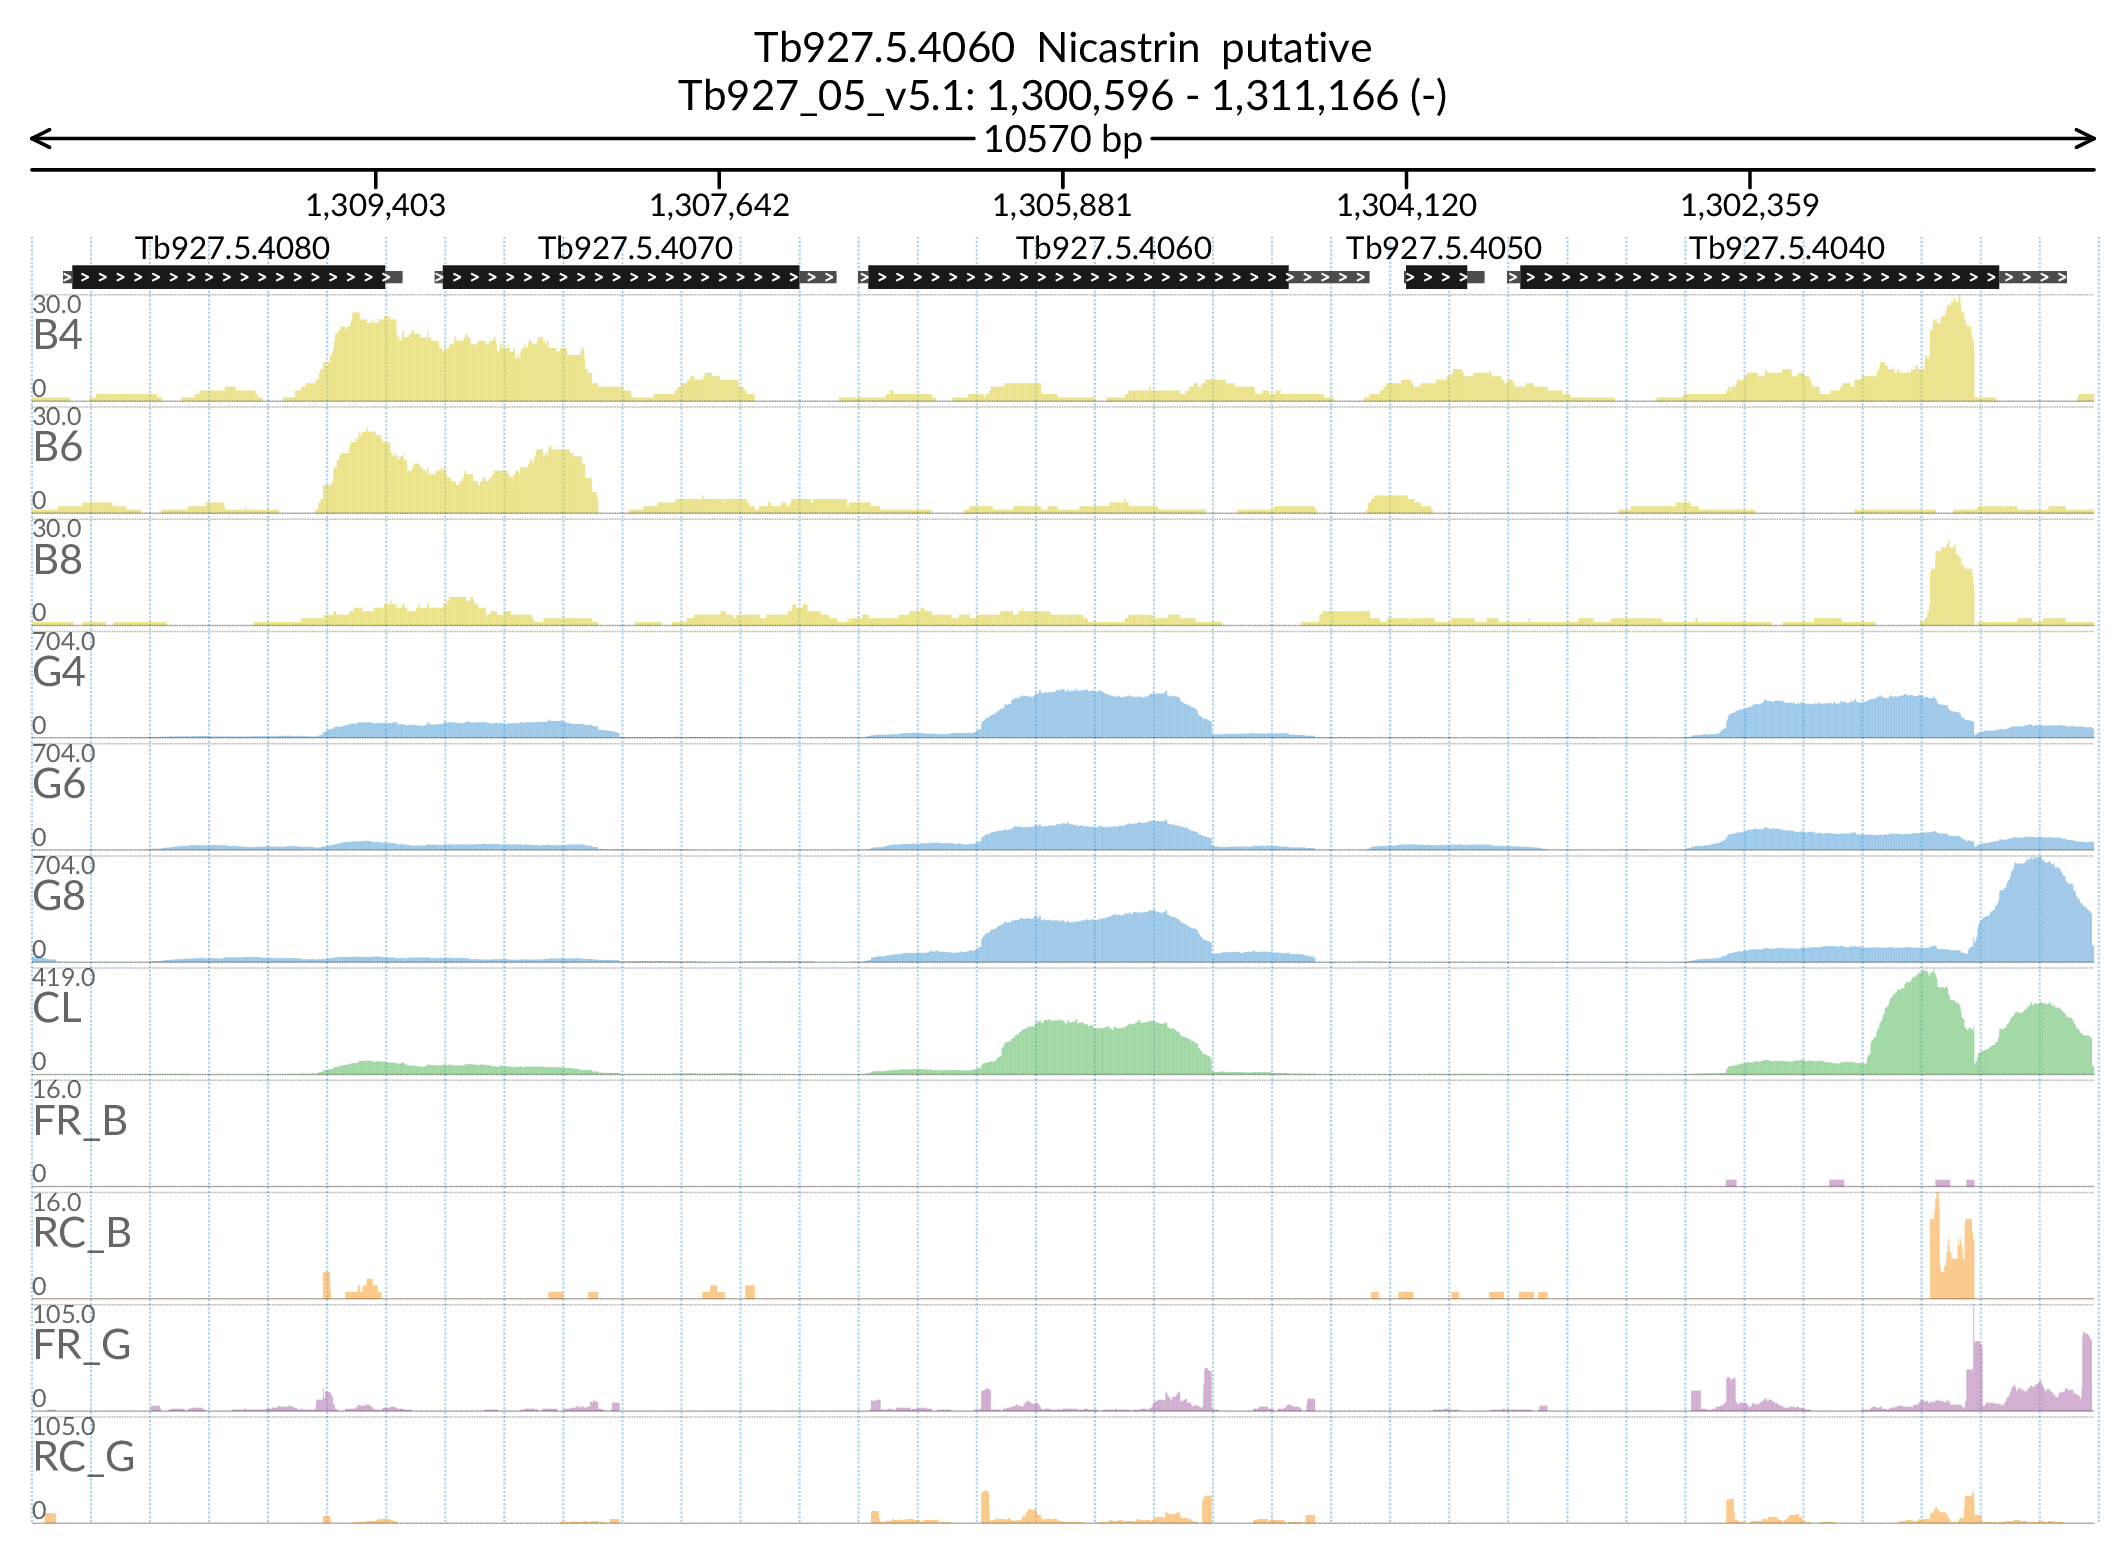 Tb927.5.4060 Nicastrin putative
Tb927_05_v5.1: 1,300,596 - 1,311,166 (-)
10570 bp
1,309,403 1,307,642 1,305,881 1,304,120 1,302,359
Tb927.5.4080 Tb927.5.4070 Tb927.5.4060 Tb927.5.4050 Tb927.5.4040
30.0
B4
0
30.0
B6
0
30.0
B8
0
704.0
G4
0
704.0
G6
0
704.0
G8
0
419.0
CL
0
16.0
FR_B
0
16.0
RC_B
0
105.0
FR_G
0
105.0
RC_G
0